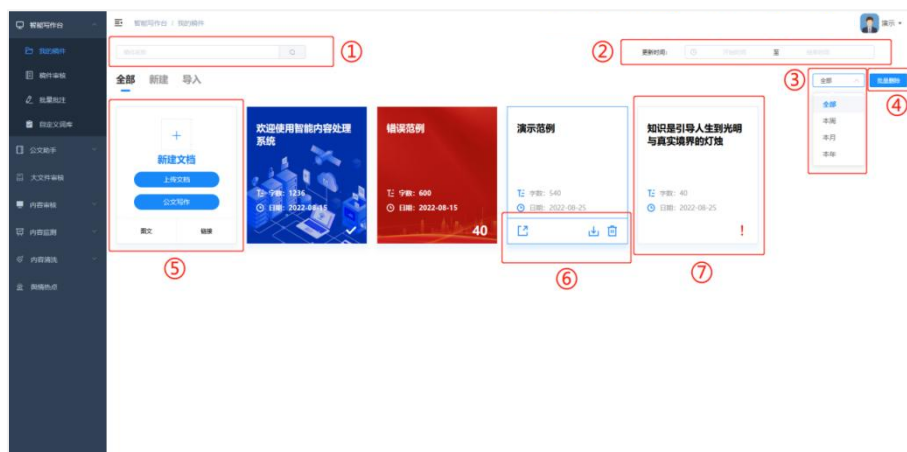 智能写作台
智能写作台 / 我的稿件
演示
我的稿件
稿件审核
批量批注
自定义词库
公文助手
大文件审核
内容审核
内容监测
内容清洗
舆情热点
①
更新时间:
至
②
全部 新建 导入
③
全部
批量删除
④
全部
本周
本月
本年
新建文档
上传文档
公文写作
图文
链接
⑤
欢迎使用智能内容处理
系统
字数: 1236
日期: 2022-08-15
错误范例
字数: 600
日期: 2022-08-15
40
演示范例
字数: 540
日期: 2022-08-25
⑥
知识是引导人生到光明
与真实境界的灯烛
字数: 40
日期: 2022-08-25
!
⑦